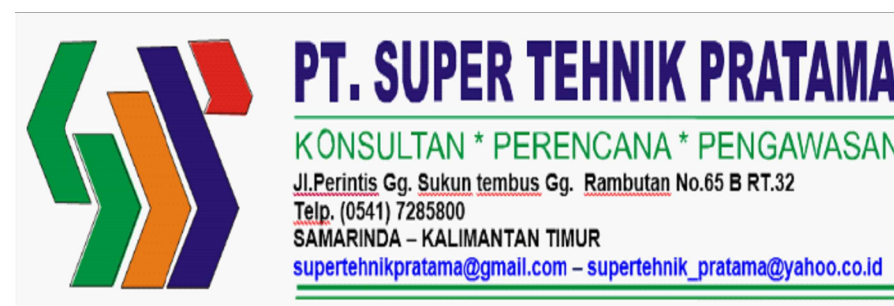 PT. SUPER TEHNIK PRATAMA
KONSULTAN * PERENCANA * PENGAWASAN
Jl.Perintis Gg. Sukun tembus Gg. Rambutan No.65 B RT.32
Telp. (0541) 7285800
SAMARINDA – KALIMANTAN TIMUR
supertehnikpratama@gmail.com – supertehnik_pratama@yahoo.co.id